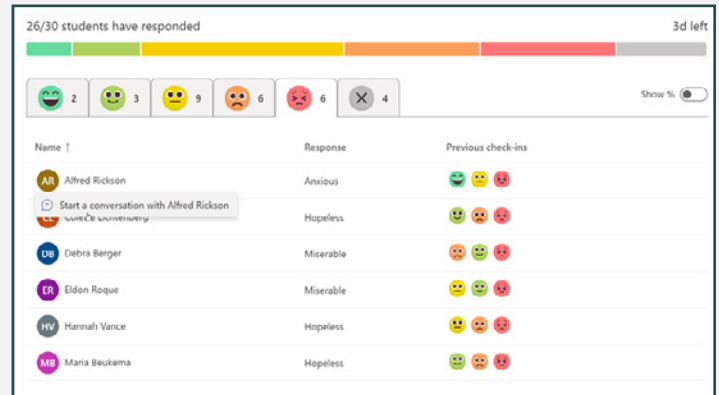 26/30 students have responded 3d left
2 3 9 6 6 4 Show %
Name ↑ Response Previous check-ins
AR Alfred Rickson Anxious
Start a conversation with Alfred Rickson
Hopeless
DB Debra Berger Miserable
ER Eldon Roque Miserable
HV Hannah Vance Hopeless
MB Maria Beukema Hopeless